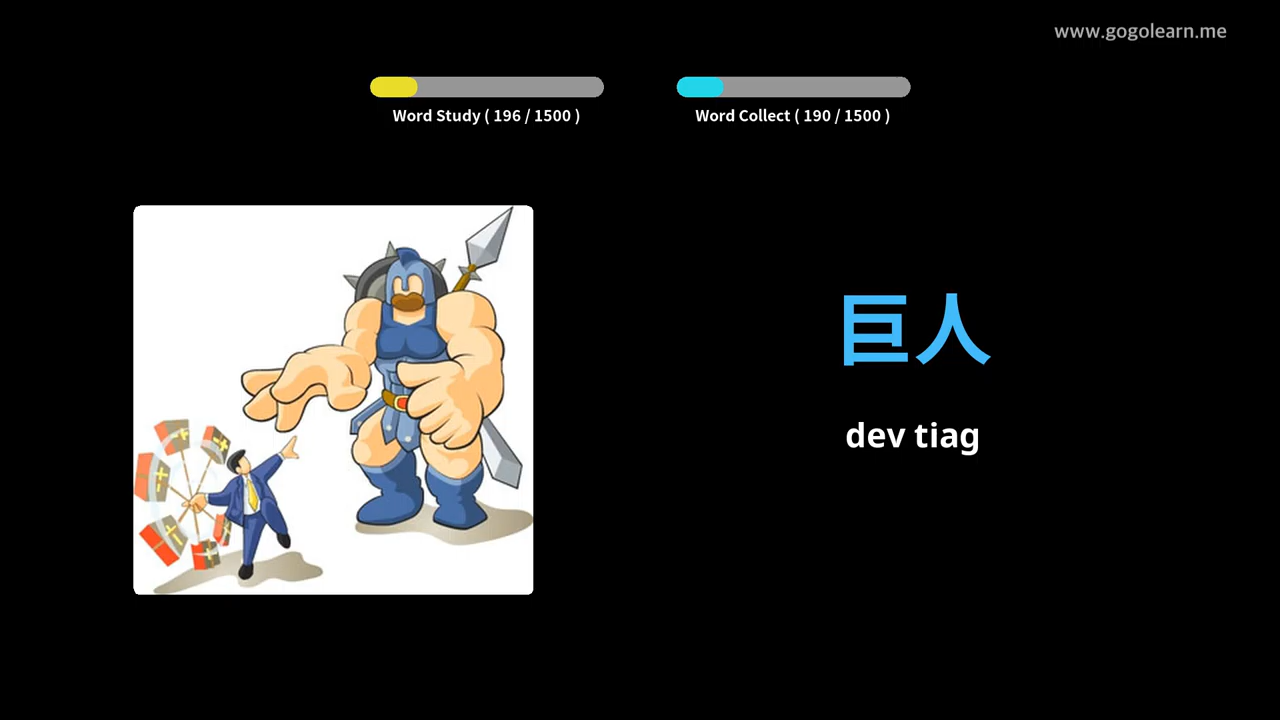 www.gogolearn.me
Word Study ( 196 / 1500 )
Word Collect ( 190 / 1500 )
巨人
dev tiag